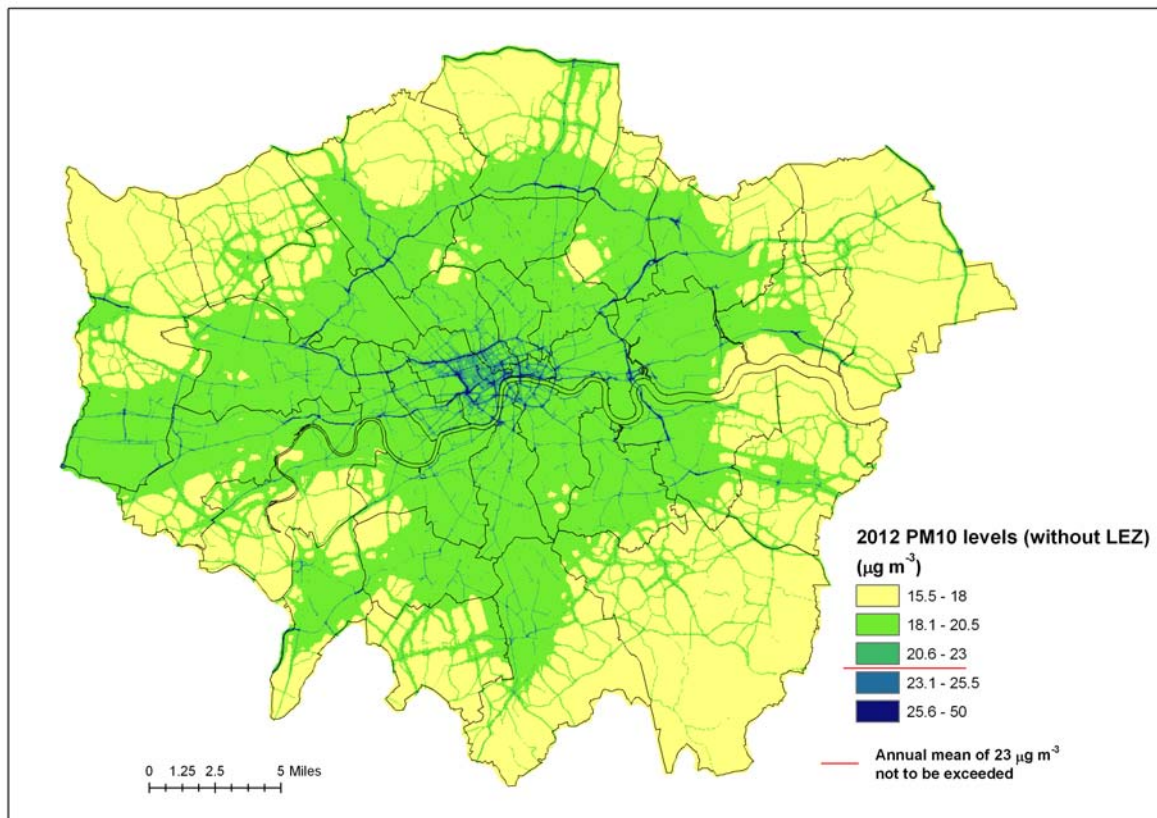 2012 PM10 levels (without LEZ)
(µg m⁻³)
15.5 - 18
18.1 - 20.5
20.6 - 23
23.1 - 25.5
25.6 - 50
Annual mean of 23 µg m⁻³
not to be exceeded
0 1.25 2.5 5 Miles